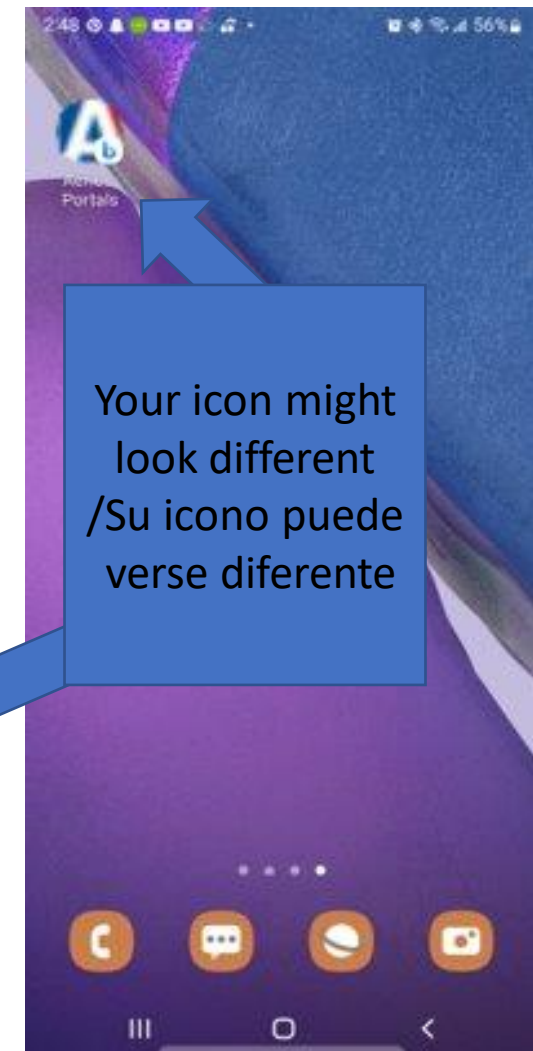 2:48
56%
A
b
Portals
Your icon might
look different
/Su icono puede
verse diferente